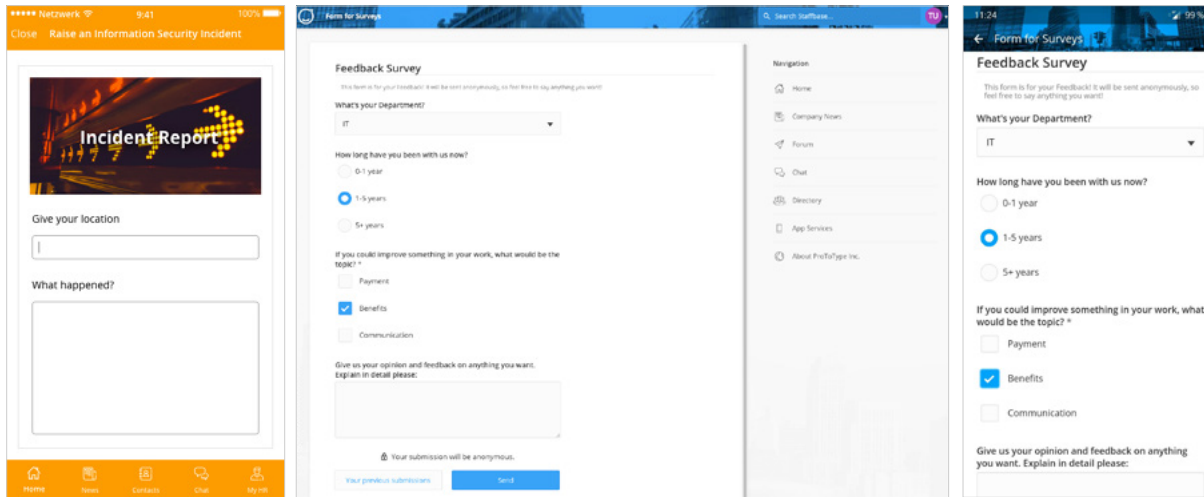 ●●●●● Netzwerk 9:41 100%
Close Raise an Information Security Incident
Incident Report
Give your location
What happened?
Home News Contacts Chat My HR
Form for Surveys
Search Staffbase...
TU
Feedback Survey
This form is for your Feedback! It will be sent anonymously, so feel free to say anything you want!
What's your Department?
IT
How long have you been with us now?
0-1 year
1-5 years
5+ years
If you could improve something in your work, what would be the
topic? *
Payment
Benefits
Communication
Give us your opinion and feedback on anything you want.
Explain in detail please:
Your submission will be anonymous.
Your previous submissions Send
Navigation
Home
Company News
Forum
Chat
Directory
App Services
About ProToType Inc.
11:24 99 %
Form for Surveys
Feedback Survey
This form is for your Feedback! It will be sent anonymously, so
feel free to say anything you want!
What's your Department?
IT
How long have you been with us now?
0-1 year
1-5 years
5+ years
If you could improve something in your work, what
would be the topic? *
Payment
Benefits
Communication
Give us your opinion and feedback on anything
you want. Explain in detail please: